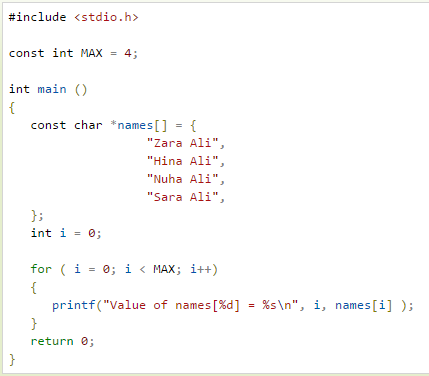 #include <stdio.h>
const int MAX = 4;
int main ()
{
const char *names[] = {
"Zara Ali",
"Hina Ali",
"Nuha Ali",
"Sara Ali",
};
int i = 0;
for ( i = 0; i < MAX; i++)
{
printf("Value of names[%d] = %s\n", i, names[i] );
}
return 0;
}